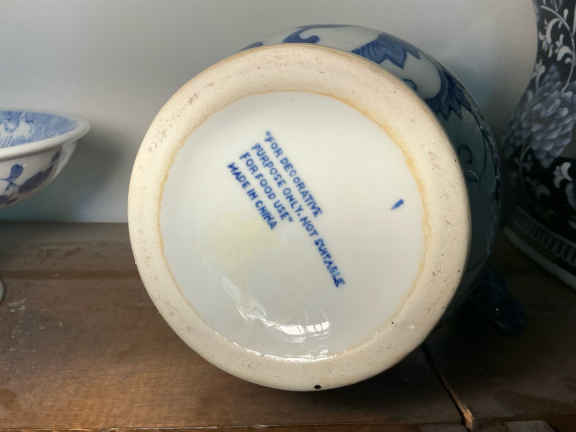 "FOR DECORATIVE
PURPOSE ONLY. NOT SUITABLE
FOR FOOD USE"
MADE IN CHINA